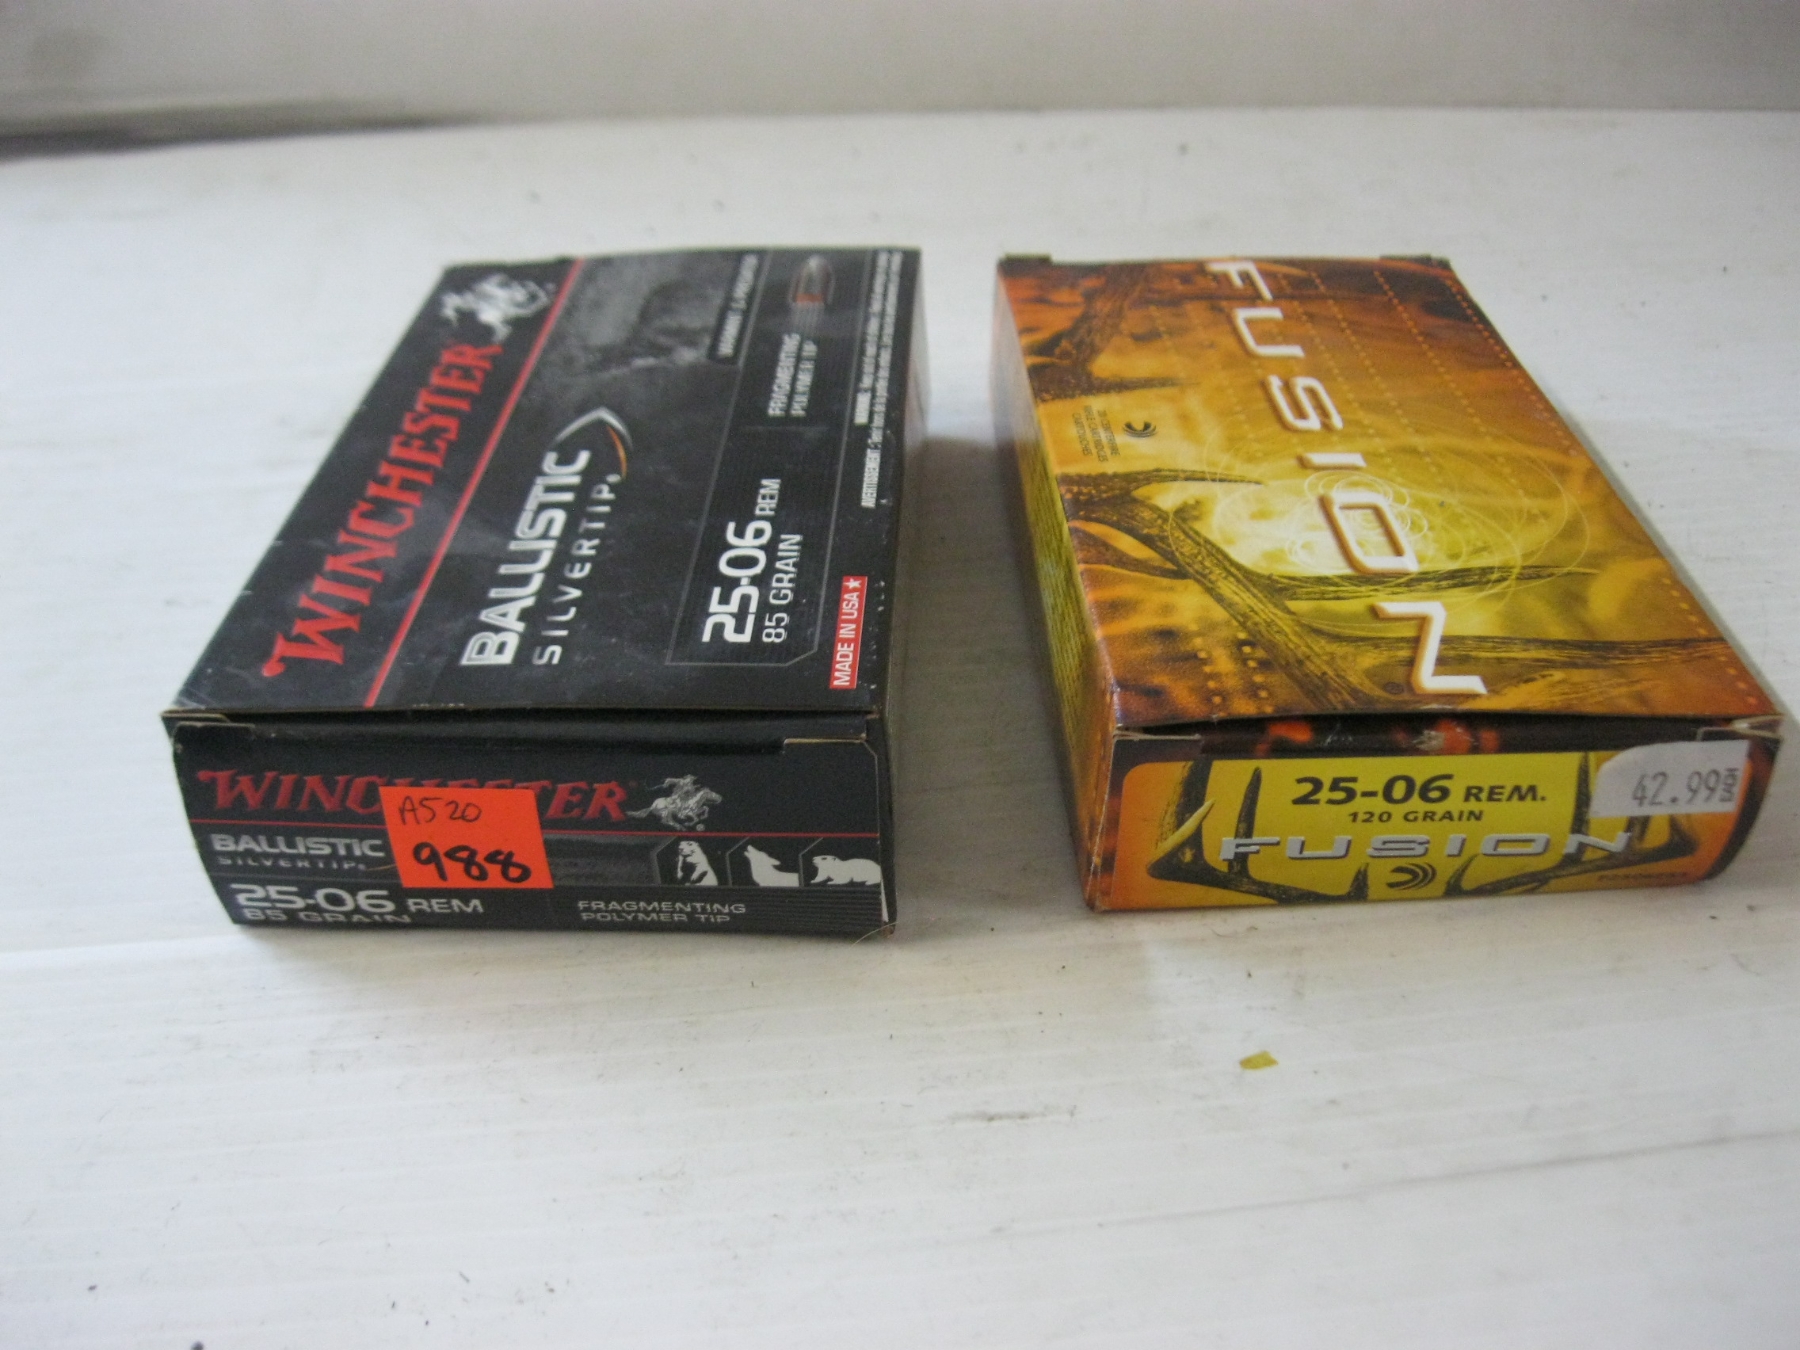 WINCHESTER
BALLISTIC
SILVERTIP®
25-06 REM
85 GRAIN
FRAGMENTING
POLYMER TIP
MADE IN USA
WINCHESTER
BALLISTIC
SILVERTIP®
25-06 REM
85 GRAIN
FRAGMENTING
POLYMER TIP
A520
988
FUSION
25-06 REM.
120 GRAIN
FUSION
42.99